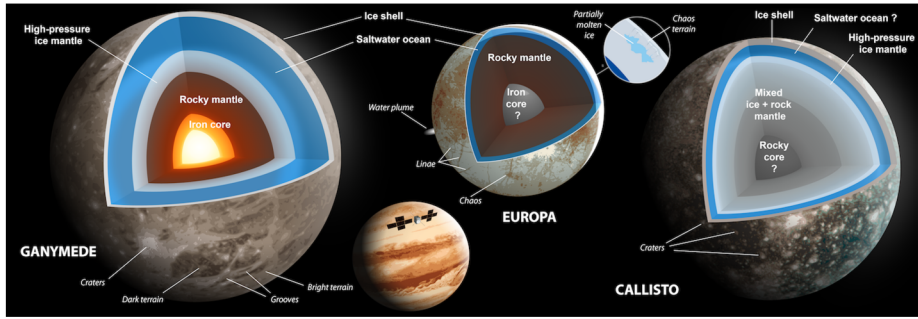 High-pressure
ice mantle
Rocky mantle
Iron core
GANYMEDE
Craters
Dark terrain
Grooves
Bright terrain
Ice shell
Saltwater ocean
Rocky mantle
Iron
core
?
Water plume
Linae
Chaos
EUROPA
Partially
molten
ice
Chaos
terrain
Ice shell
Saltwater ocean ?
High-pressure
ice mantle
Mixed
ice + rock
mantle
Rocky
core
?
Craters
CALLISTO